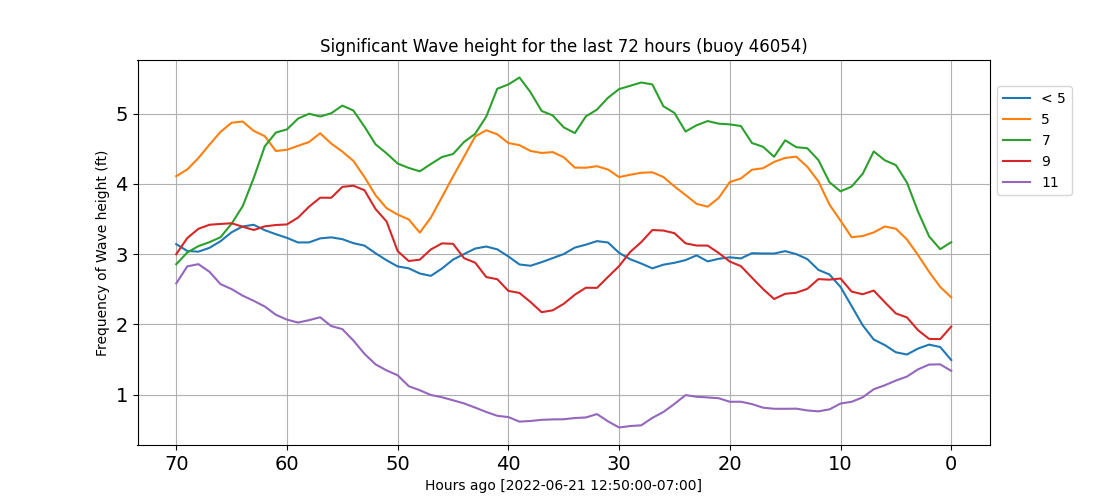 Significant Wave height for the last 72 hours (buoy 46054)
Frequency of Wave height (ft)
5
4
3
2
1
70 60 50 40 30 20 10 0
Hours ago [2022-06-21 12:50:00-07:00]
< 5
5
7
9
11